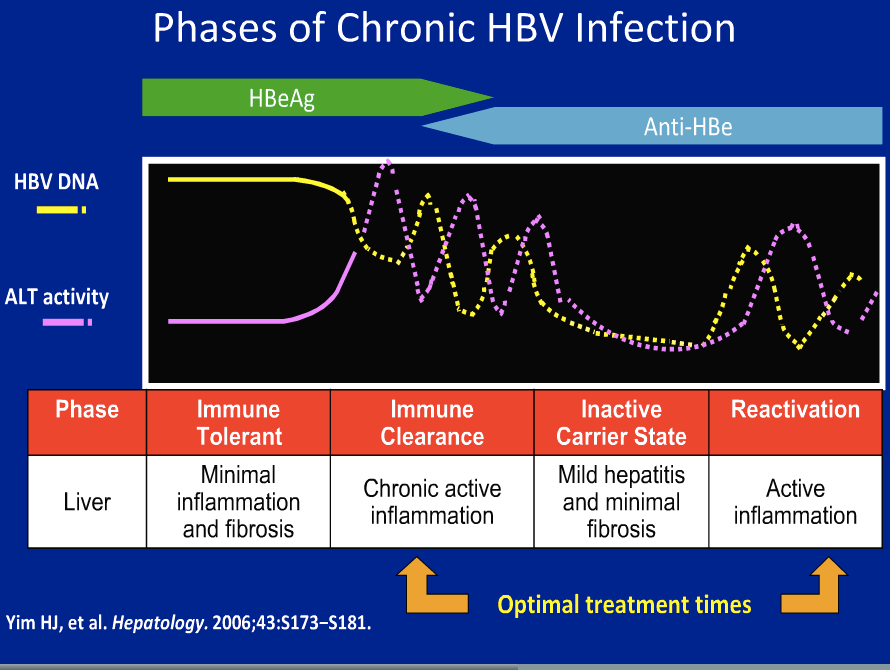 Phases of Chronic HBV Infection
HBeAg
Anti-HBe
HBV DNA
ALT activity
Phase
Immune
Tolerant
Immune
Clearance
Inactive
Carrier State
Reactivation
Liver
Minimal
inflammation
and fibrosis
Chronic active
inflammation
Mild hepatitis
and minimal
fibrosis
Active
inflammation
Optimal treatment times
Yim HJ, et al. Hepatology. 2006;43:S173–S181.